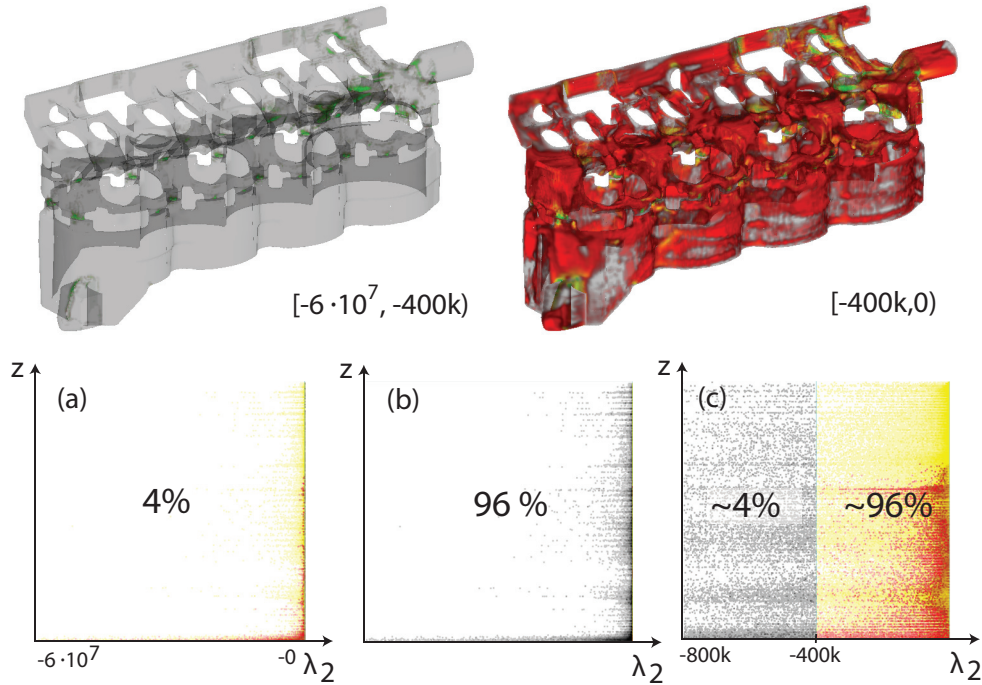 [-6 ·10⁷, -400k)
[-400k,0)
z
(a)
4%
-6 ·10⁷
-0
λ₂
z
(b)
96 %
λ₂
z
(c)
~4%
~96%
-800k
-400k
λ₂